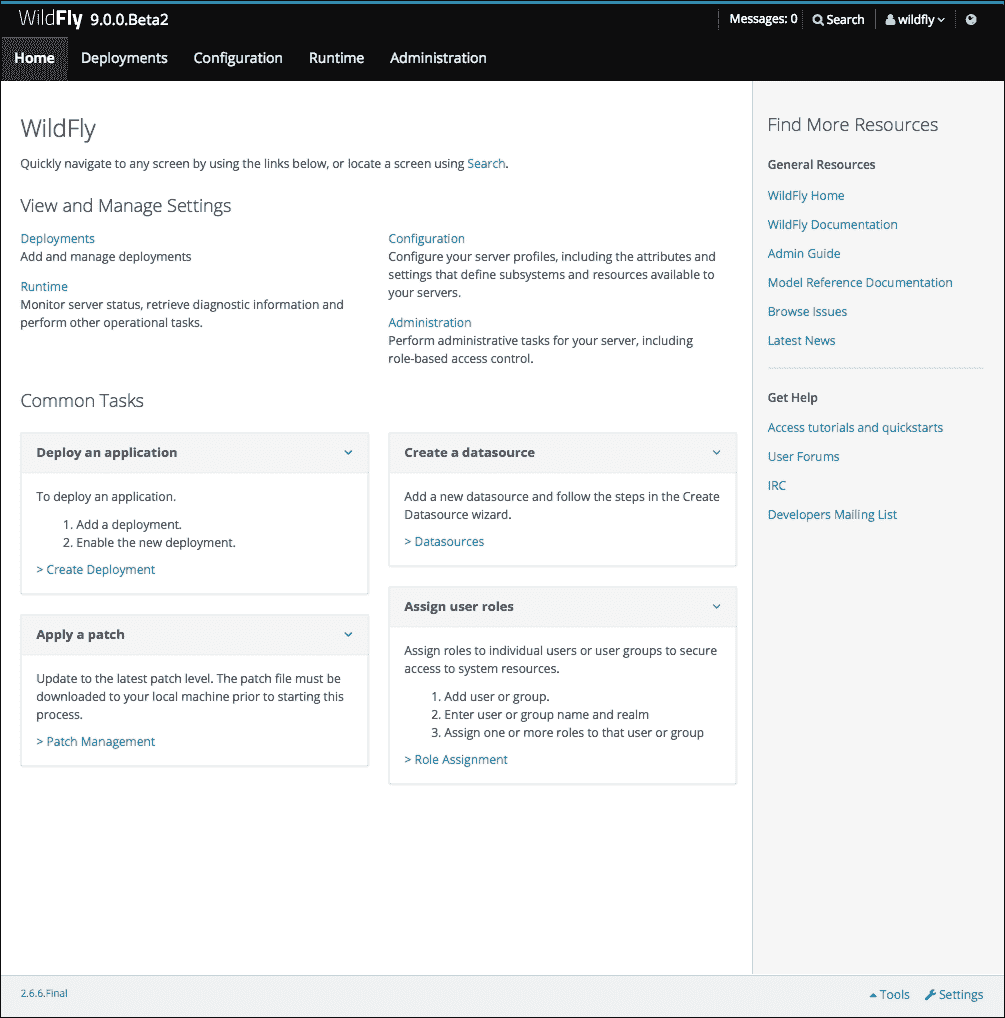 WildFly 9.0.0.Beta2
Messages: 0
Search
wildfly
Home
Deployments
Configuration
Runtime
Administration
WildFly
Quickly navigate to any screen by using the links below, or locate a screen using Search.
View and Manage Settings
Deployments
Add and manage deployments
Runtime
Monitor server status, retrieve diagnostic information and
perform other operational tasks.
Configuration
Configure your server profiles, including the attributes and
settings that define subsystems and resources available to
your servers.
Administration
Perform administrative tasks for your server, including
role-based access control.
Common Tasks
Deploy an application
To deploy an application.
1. Add a deployment.
2. Enable the new deployment.
> Create Deployment
Apply a patch
Update to the latest patch level. The patch file must be
downloaded to your local machine prior to starting this
process.
> Patch Management
Create a datasource
Add a new datasource and follow the steps in the Create
Datasource wizard.
> Datasources
Assign user roles
Assign roles to individual users or user groups to secure
access to system resources.
1. Add user or group.
2. Enter user or group name and realm
3. Assign one or more roles to that user or group
> Role Assignment
Find More Resources
General Resources
WildFly Home
WildFly Documentation
Admin Guide
Model Reference Documentation
Browse Issues
Latest News
Get Help
Access tutorials and quickstarts
User Forums
IRC
Developers Mailing List
2.6.6.Final
Tools
Settings